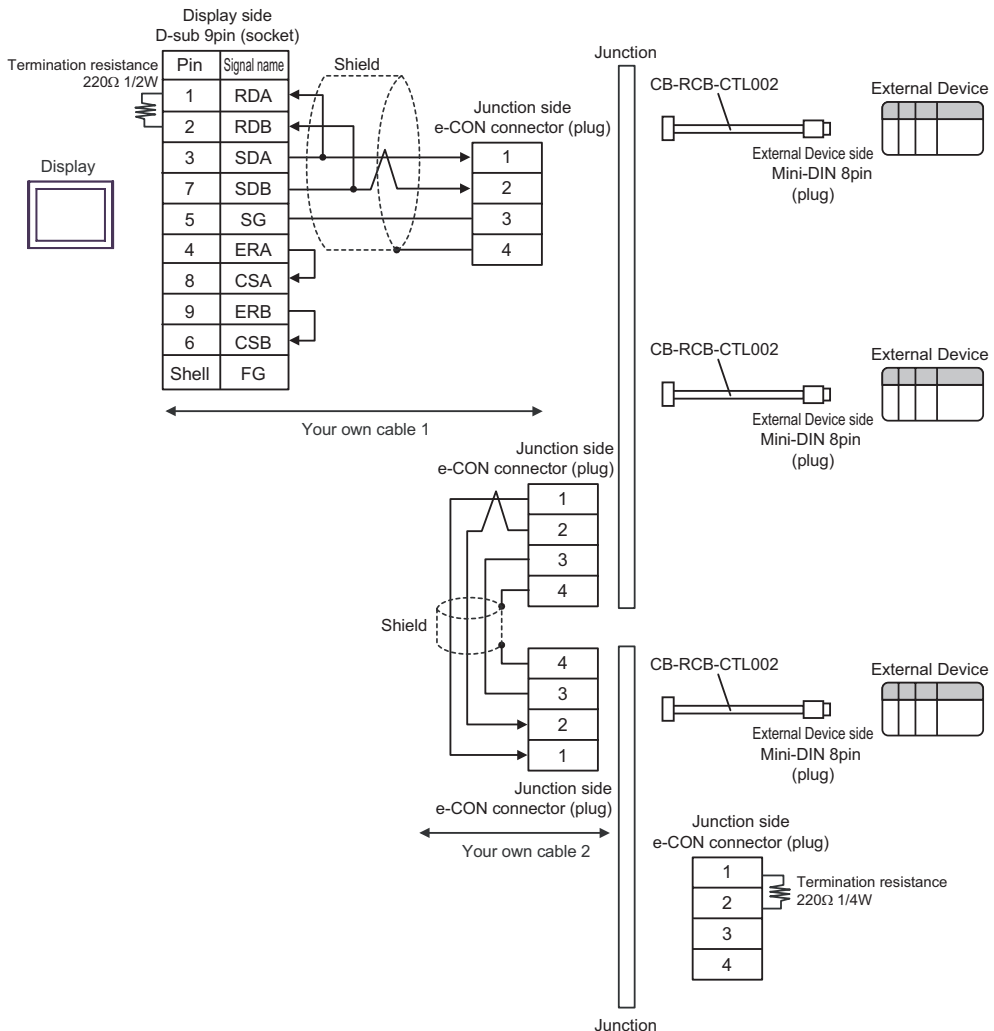 Display side
D-sub 9pin (socket)
Termination resistance
220Ω 1/2W
Pin Signal name
1 RDA
2 RDB
3 SDA
7 SDB
5 SG
4 ERA
8 CSA
9 ERB
6 CSB
Shell FG
Shield
Display
Junction side
e-CON connector (plug)
1
2
3
4
Your own cable 1
Junction
CB-RCB-CTL002
External Device
External Device side
Mini-DIN 8pin
(plug)
CB-RCB-CTL002
External Device
External Device side
Mini-DIN 8pin
(plug)
Junction side
e-CON connector (plug)
1
2
3
4
Shield
4
3
2
1
Junction side
e-CON connector (plug)
Your own cable 2
CB-RCB-CTL002
External Device
External Device side
Mini-DIN 8pin
(plug)
Junction side
e-CON connector (plug)
1
2
3
4
Termination resistance
220Ω 1/4W
Junction